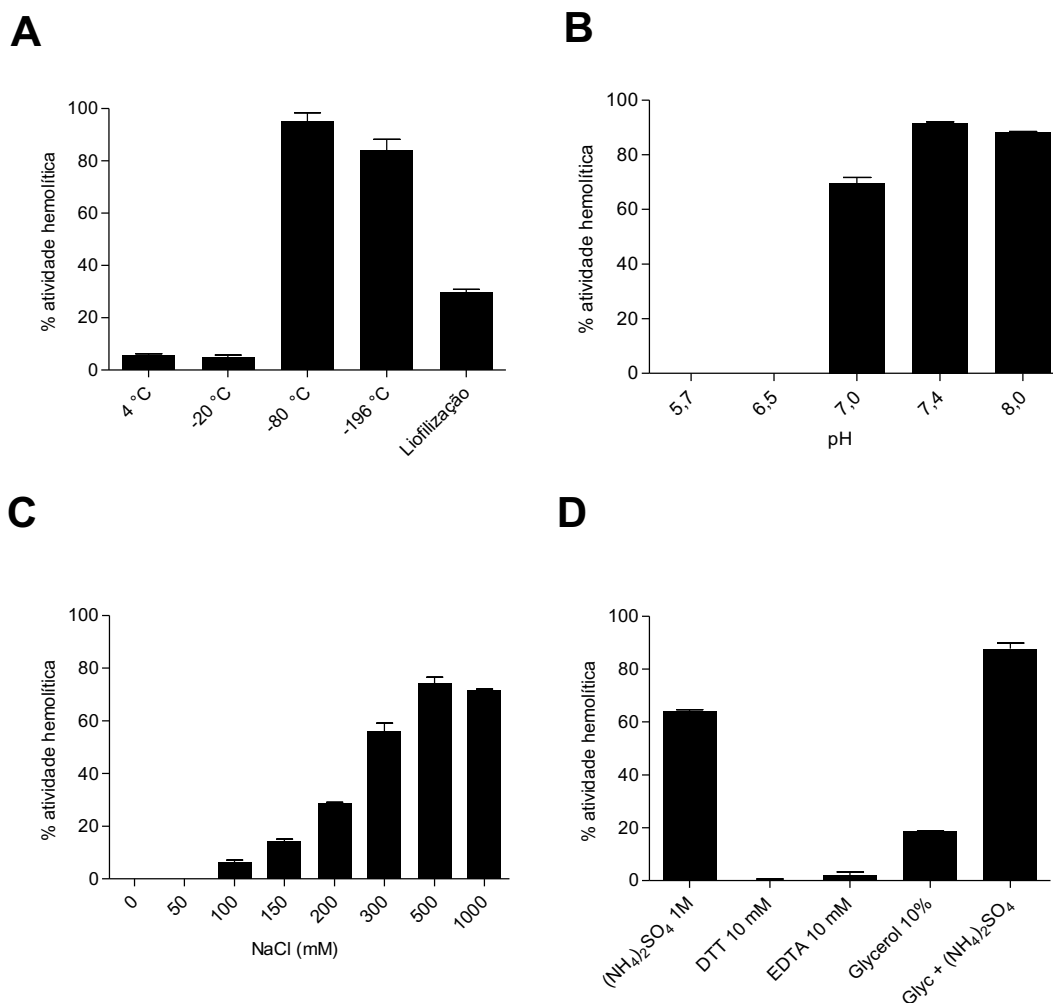 A
% atividade hemolítica
100
80
60
40
20
0
4 °C
-20 °C
-80 °C
-196 °C
Liofilização
B
% atividade hemolítica
100
80
60
40
20
0
5,7
6,5
7,0
7,4
8,0
pH
C
% atividade hemolítica
100
80
60
40
20
0
0
50
100
150
200
300
500
1000
NaCl (mM)
D
% atividade hemolítica
100
80
60
40
20
0
(NH₄)₂SO₄ 1M
DTT 10 mM
EDTA 10 mM
Glycerol 10%
Glyc + (NH₄)₂SO₄